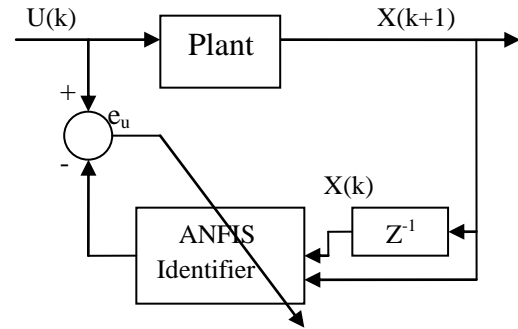 U(k)
X(k+1)
Plant
+
e_u
-
X(k)
ANFIS
Identifier
Z^-1